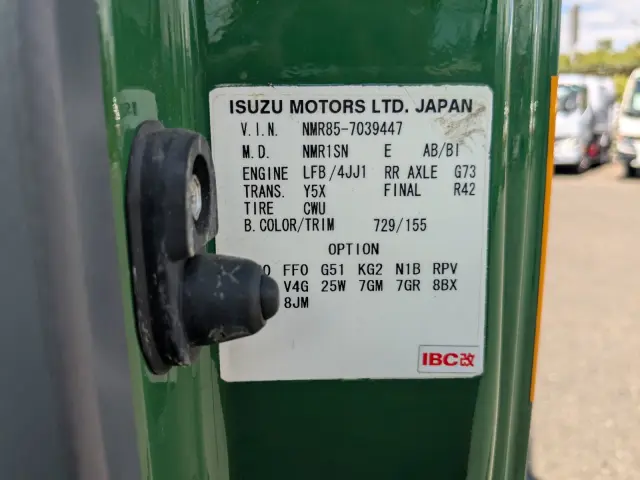 ISUZU MOTORS LTD. JAPAN
V.I.N. NMR85-7039447
M.D. NMR1SN E AB/BI
ENGINE LFB/4JJ1 RR AXLE G73
TRANS. Y5X FINAL R42
TIRE CWU
B.COLOR/TRIM 729/155
OPTION
FFO G51 KG2 N1B RPV
V4G 25W 7GM 7GR 8BX
8JM
IBC改